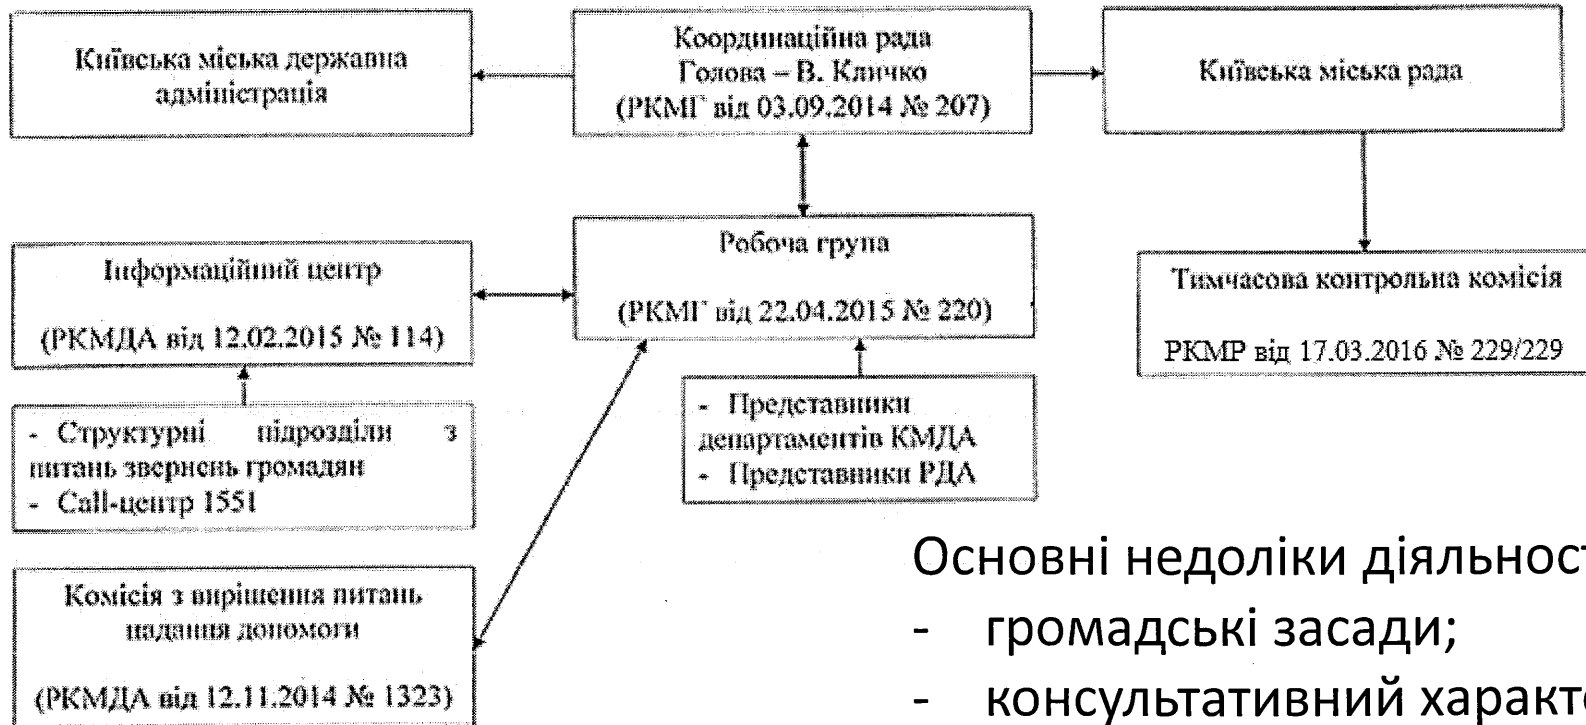 Київська міська державна
адміністрація
Координаційна рада
Голова – В. Кличко
(РКМГ від 03.09.2014 № 207)
Київська міська рада
Інформаційний центр
(РКМДА від 12.02.2015 № 114)
Робоча група
(РКМГ від 22.04.2015 № 220)
Тимчасова контрольна комісія
РКМР від 17.03.2016 № 229/229
- Структурні підрозділи з
питань звернень громадян
- Call-центр 1551
- Представники
департаментів КМДА
- Представники РДА
Комісія з вирішення питань
надання допомоги
(РКМДА від 12.11.2014 № 1323)
Основні недоліки діяльност
- громадські засади;
- консультативний характе